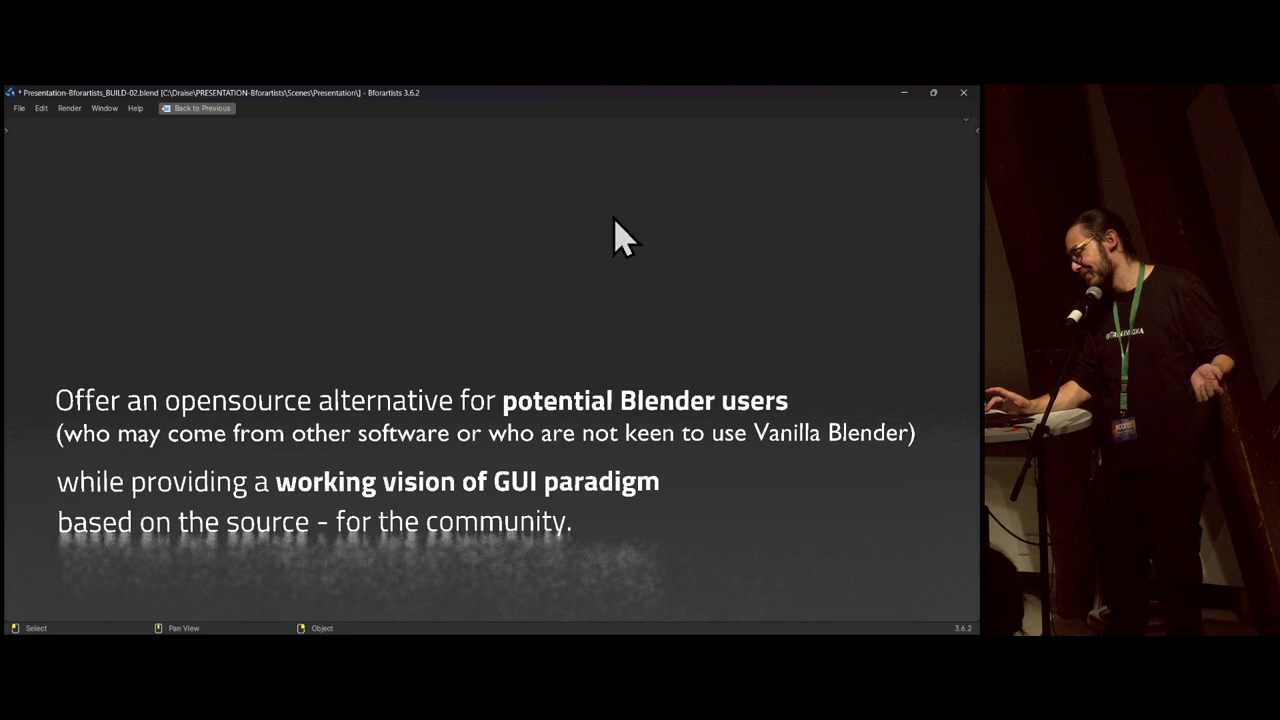 * Presentation-Bforartists_BUILD-02.blend [C:\Draise\PRESENTATION-Bforartists\Scenes\Presentation\] - Bforartists 3.6.2
File Edit Render Window Help Back to Previous
Offer an opensource alternative for potential Blender users
(who may come from other software or who are not keen to use Vanilla Blender)
while providing a working vision of GUI paradigm
based on the source - for the community.
Select Pan View Object 3.6.2